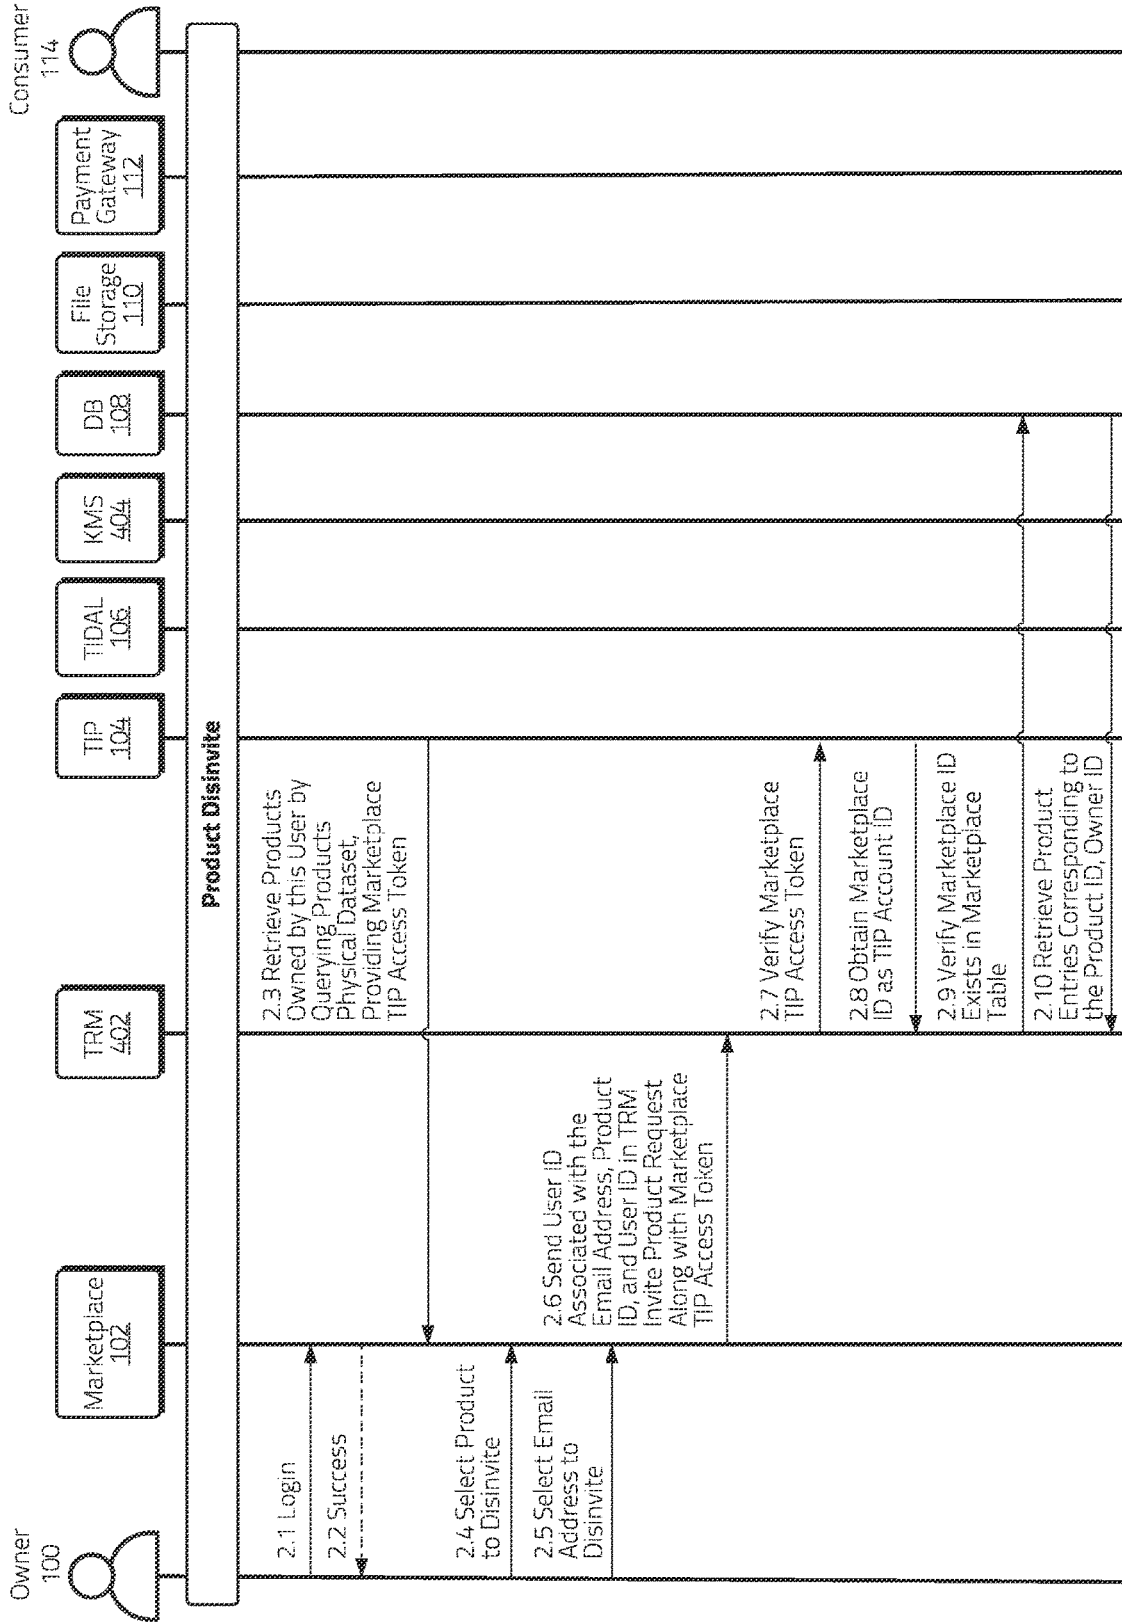 Owner
100
Marketplace
102
TRM
402
TIP
104
TIDAL
106
KMS
404
DB
108
File
Storage
110
Payment
Gateway
112
Consumer
114
Product Disinvite
2.1 Login
2.2 Success
2.3 Retrieve Products
Owned by this User by
Querying Products
Physical Dataset,
Providing Marketplace
TIP Access Token
2.4 Select Product
to Disinvite
2.5 Select Email
Address to
Disinvite
2.6 Send User ID
Associated with the
Email Address, Product
ID, and User ID in TRM
Invite Product Request
Along with Marketplace
TIP Access Token
2.7 Verify Marketplace
TIP Access Token
2.8 Obtain Marketplace
ID as TIP Account ID
2.9 Verify Marketplace ID
Exists in Marketplace
Table
2.10 Retrieve Product
Entries Corresponding to
the Product ID, Owner ID